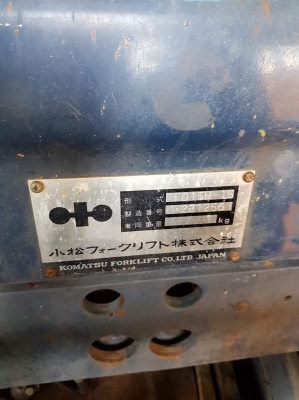 形 式
製造番号
車両重量 kg
小松フォークリフト株式会社
KOMATSU FORKLIFT CO.LTD. JAPAN